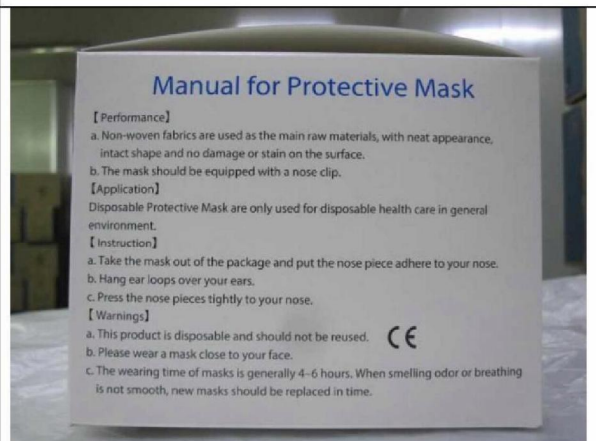 Manual for Protective Mask
【Performance】
a. Non-woven fabrics are used as the main raw materials, with neat appearance,
intact shape and no damage or stain on the surface.
b. The mask should be equipped with a nose clip.
【Application】
Disposable Protective Mask are only used for disposable health care in general
environment.
【Instruction】
a. Take the mask out of the package and put the nose piece adhere to your nose.
b. Hang ear loops over your ears.
c. Press the nose pieces tightly to your nose.
【Warnings】
a. This product is disposable and should not be reused. CE
b. Please wear a mask close to your face.
c. The wearing time of masks is generally 4-6 hours. When smelling odor or breathing
is not smooth, new masks should be replaced in time.